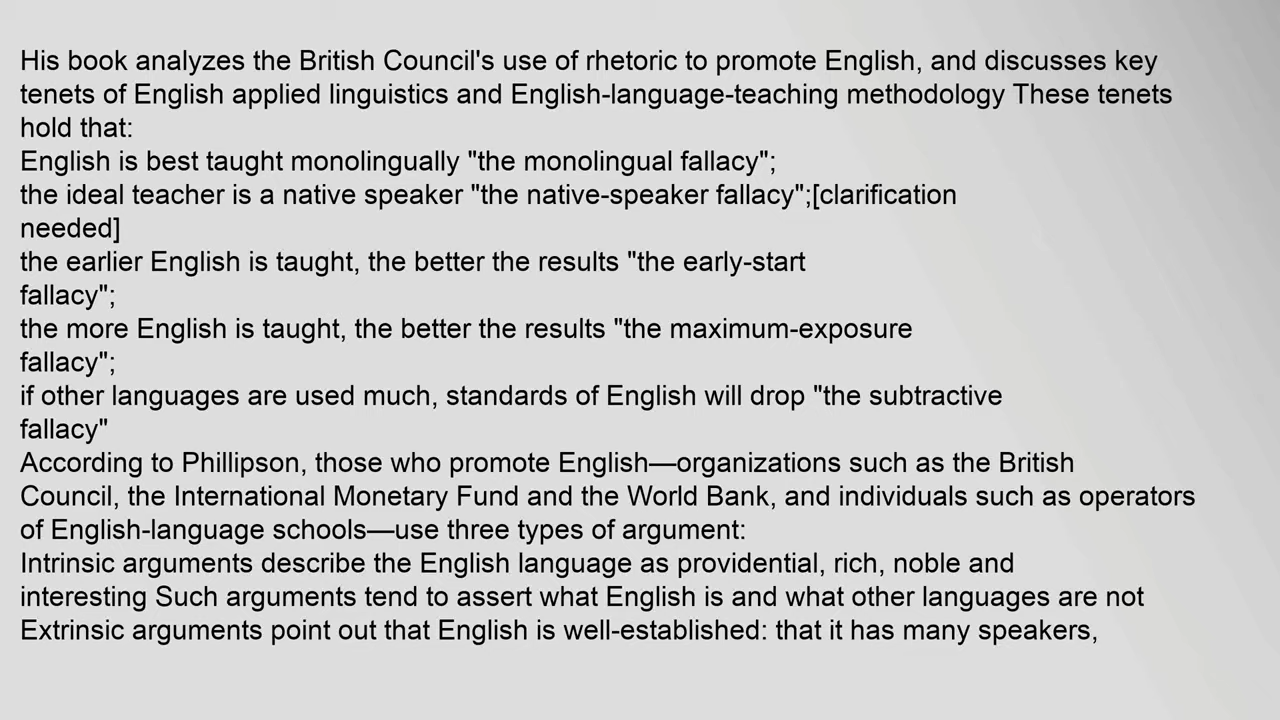 His book analyzes the British Council's use of rhetoric to promote English, and discusses key
tenets of English applied linguistics and English-language-teaching methodology These tenets
hold that:
English is best taught monolingually "the monolingual fallacy";
the ideal teacher is a native speaker "the native-speaker fallacy";[clarification
needed]
the earlier English is taught, the better the results "the early-start
fallacy";
the more English is taught, the better the results "the maximum-exposure
fallacy";
if other languages are used much, standards of English will drop "the subtractive
fallacy"
According to Phillipson, those who promote English—organizations such as the British
Council, the International Monetary Fund and the World Bank, and individuals such as operators
of English-language schools—use three types of argument:
Intrinsic arguments describe the English language as providential, rich, noble and
interesting Such arguments tend to assert what English is and what other languages are not
Extrinsic arguments point out that English is well-established: that it has many speakers,